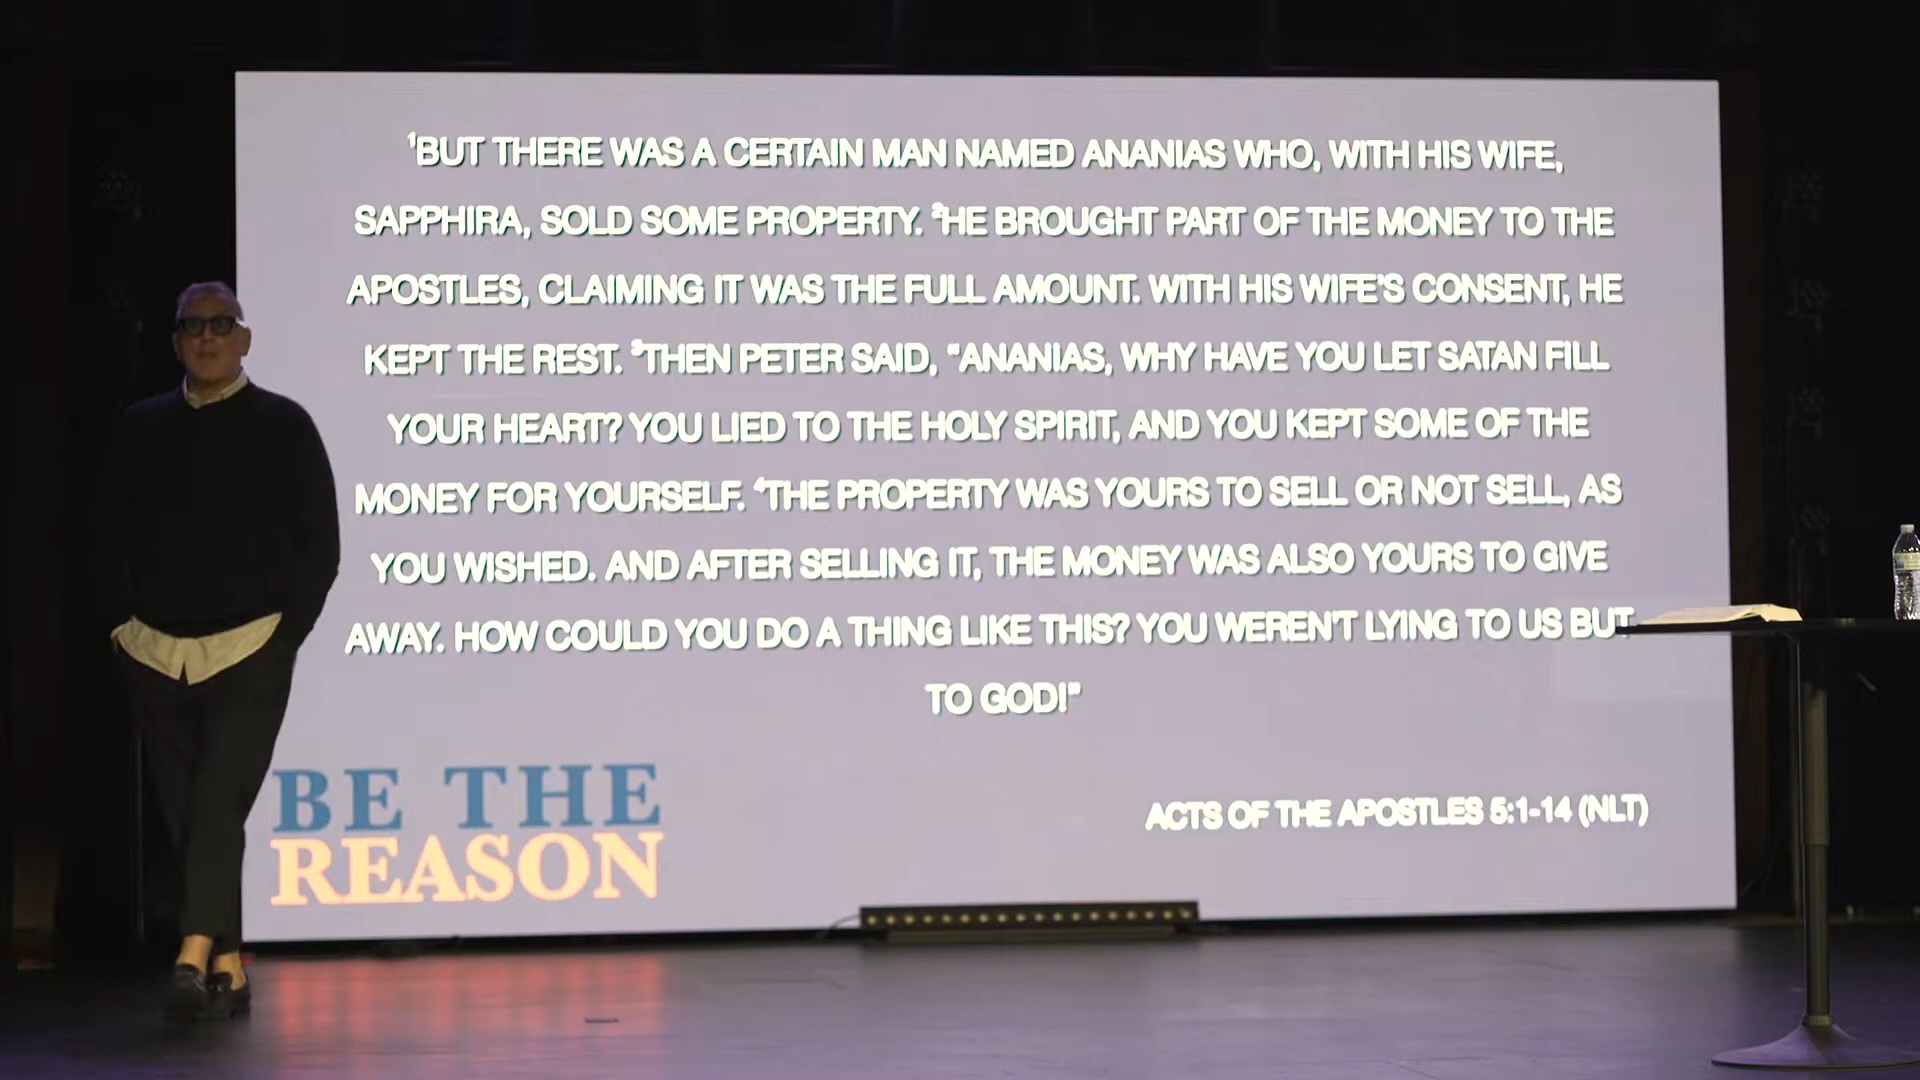 ¹BUT THERE WAS A CERTAIN MAN NAMED ANANIAS WHO, WITH HIS WIFE,
SAPPHIRA, SOLD SOME PROPERTY. ²HE BROUGHT PART OF THE MONEY TO THE
APOSTLES, CLAIMING IT WAS THE FULL AMOUNT. WITH HIS WIFE'S CONSENT, HE
KEPT THE REST. ³THEN PETER SAID, “ANANIAS, WHY HAVE YOU LET SATAN FILL
YOUR HEART? YOU LIED TO THE HOLY SPIRIT, AND YOU KEPT SOME OF THE
MONEY FOR YOURSELF. ⁴THE PROPERTY WAS YOURS TO SELL OR NOT SELL, AS
YOU WISHED. AND AFTER SELLING IT, THE MONEY WAS ALSO YOURS TO GIVE
AWAY. HOW COULD YOU DO A THING LIKE THIS? YOU WEREN'T LYING TO US BUT
TO GOD!”
BE THE
REASON
ACTS OF THE APOSTLES 5:1-14 (NLT)